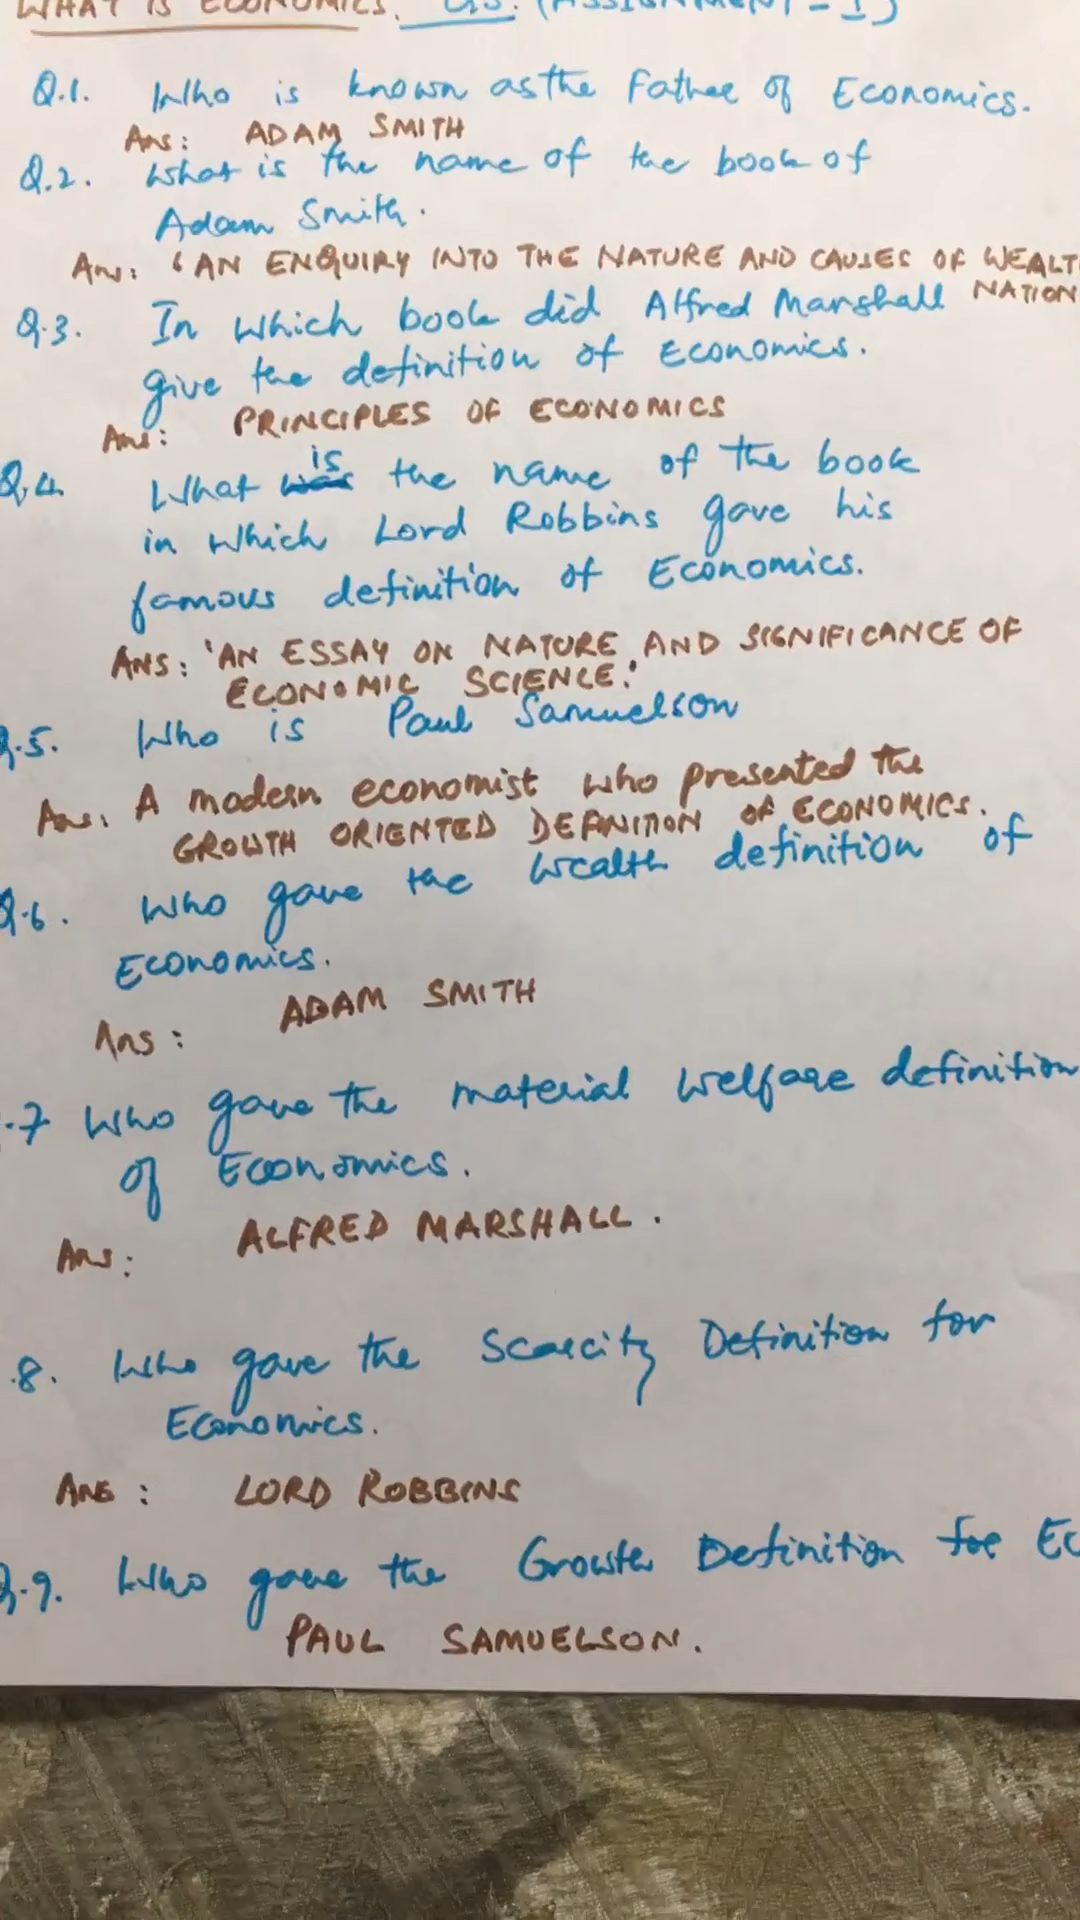 WHAT IS ECONOMICS. (ASSIGNMENT - 1)
Q.1. Who is known as the Father of Economics.
Ans: ADAM SMITH
Q.2. What is the name of the book of
Adam Smith.
Ans: 'AN ENQUIRY INTO THE NATURE AND CAUSES OF WEALT
NATION
Q.3. In which book did Alfred Marshall
give the definition of Economics.
Ans: PRINCIPLES OF ECONOMICS
Q.4. What was is the name of the book
in which Lord Robbins gave his
famous definition of Economics.
ANS: 'AN ESSAY ON NATURE AND SIGNIFICANCE OF
ECONOMIC SCIENCE.'
Q.5. Who is Paul Samuelson
Ans: A modern economist who presented the
GROWTH ORIENTED DEFINITION OF ECONOMICS.
Q.6. Who gave the wealth definition of
Economics.
Ans: ADAM SMITH
.7 Who gave the material welfare definition
of Economics.
Ans: ALFRED MARSHALL.
.8. Who gave the Scarcity Definition for
Economics.
Ans: LORD ROBBINS
Q.9. Who gave the Growth Definition for Ec
PAUL SAMUELSON.